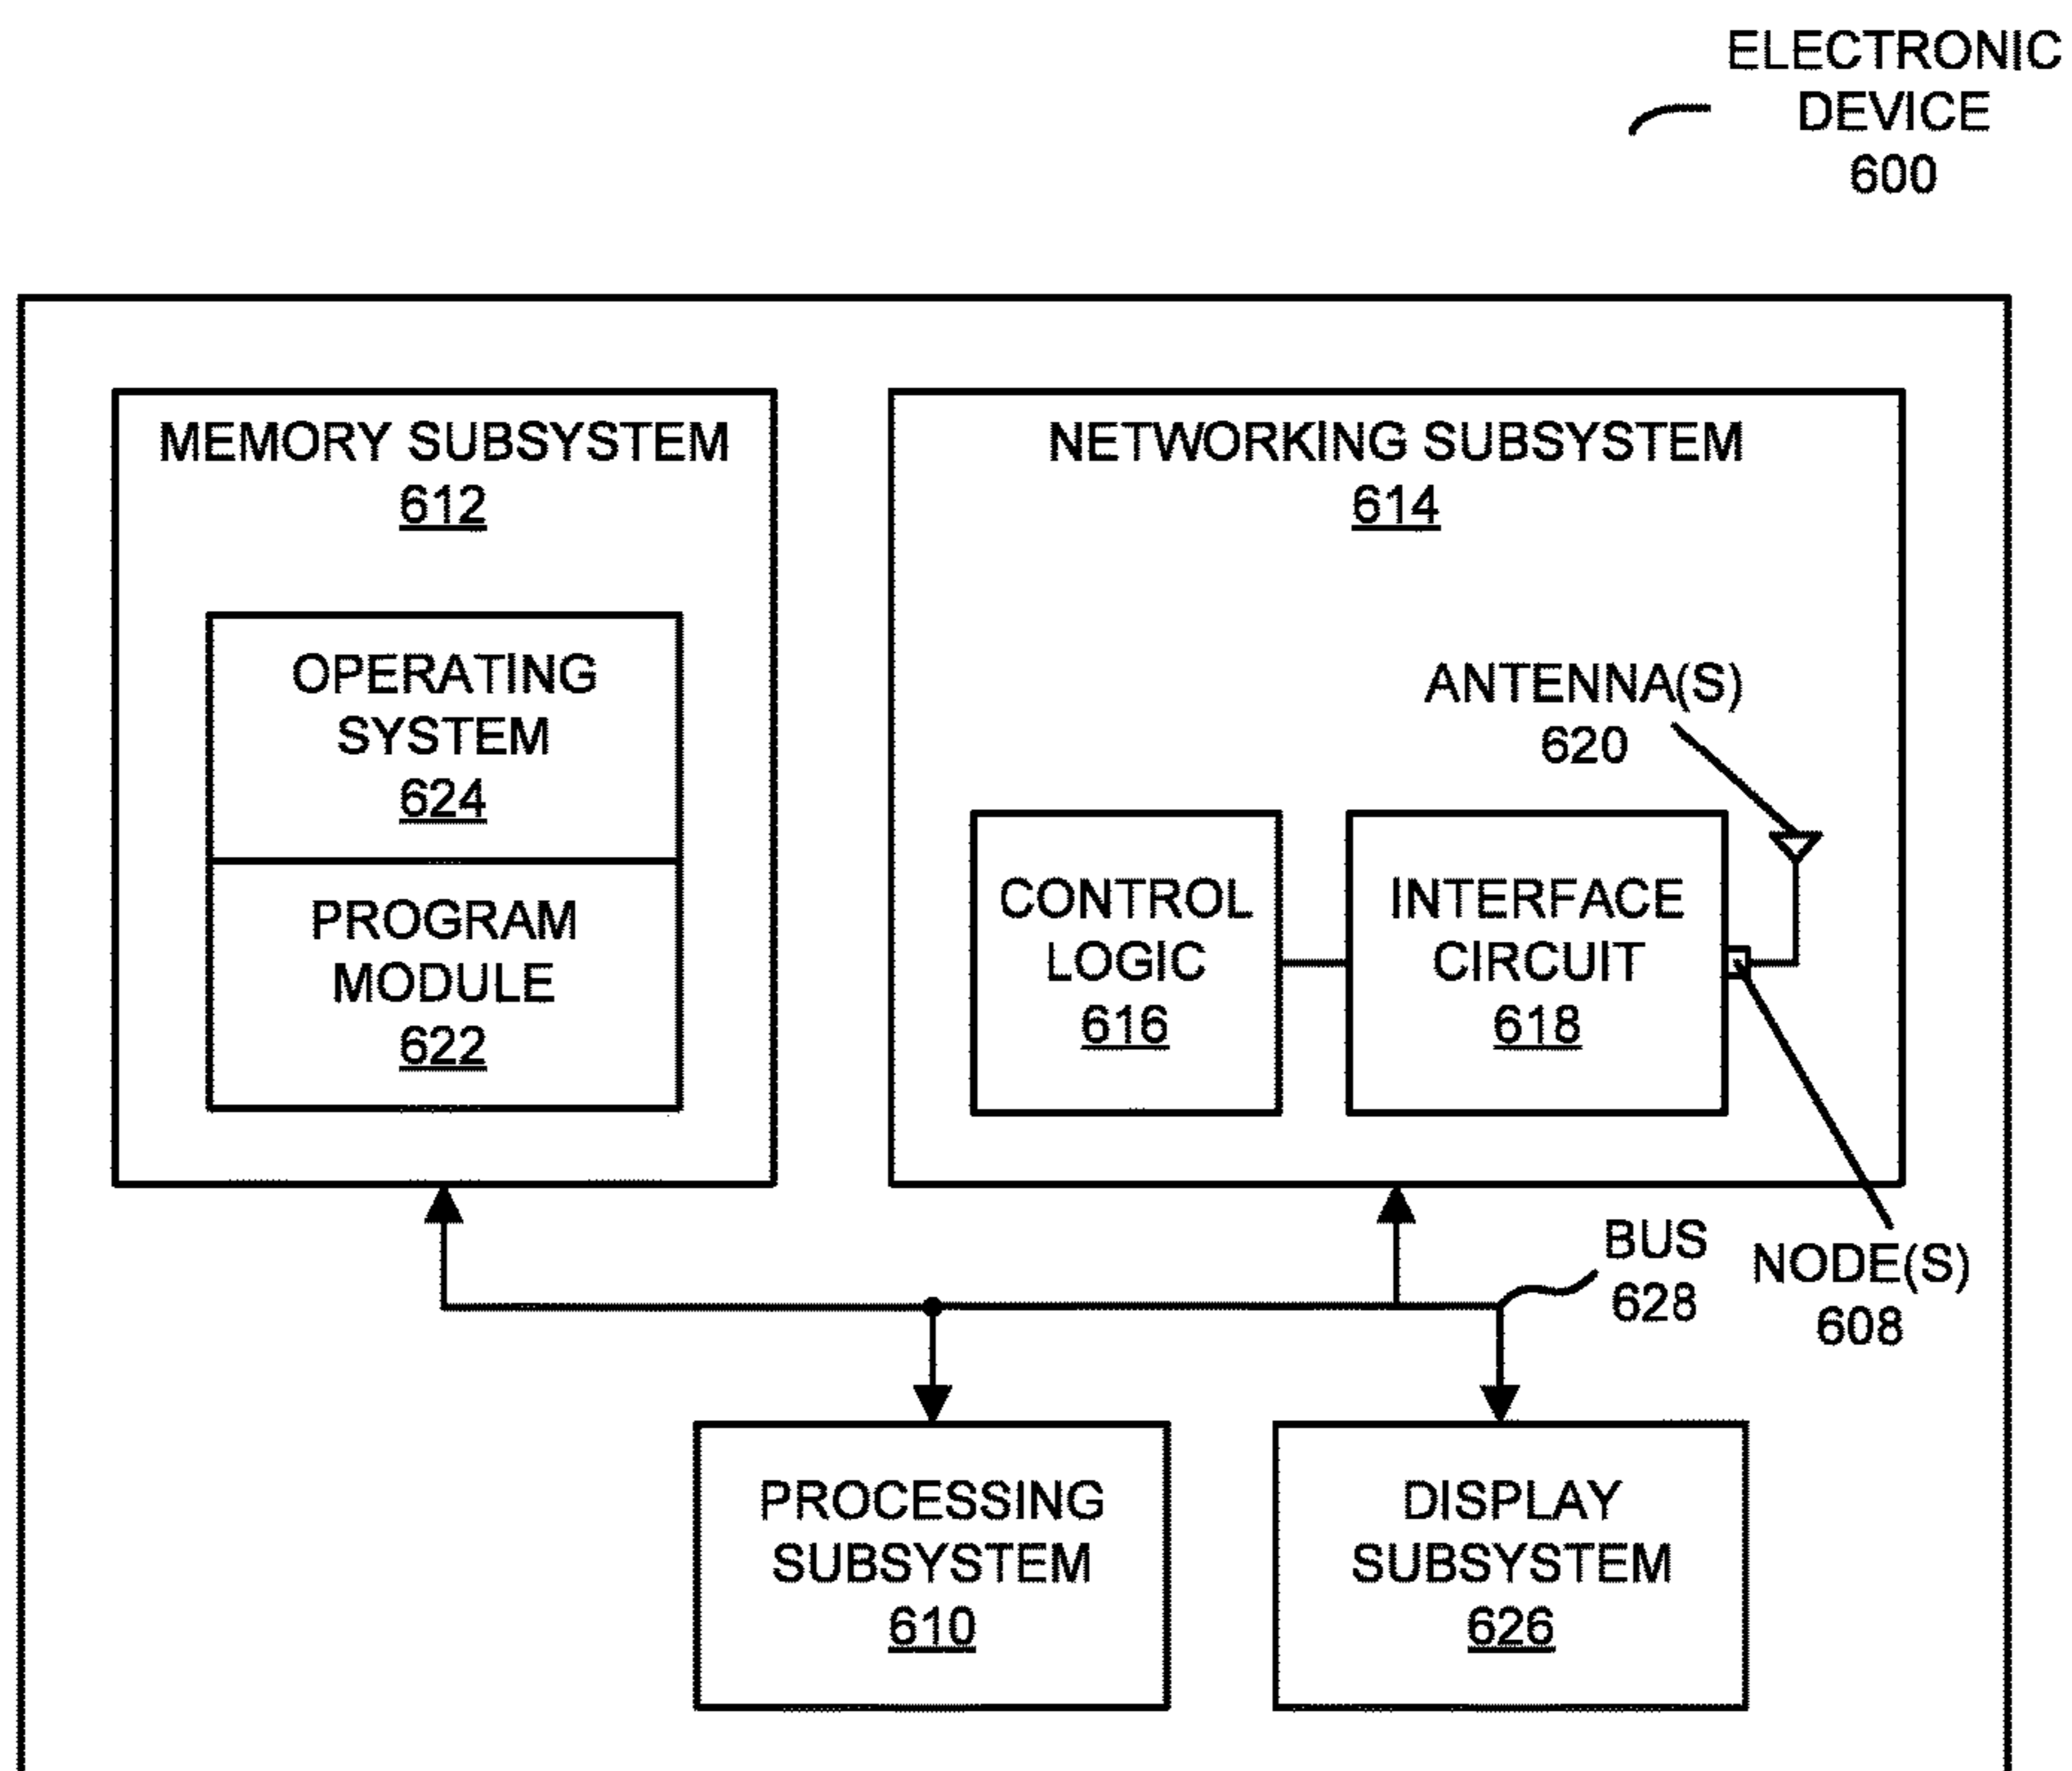 ELECTRONIC
DEVICE
600
MEMORY SUBSYSTEM
612
OPERATING
SYSTEM
624
PROGRAM
MODULE
622
NETWORKING SUBSYSTEM
614
ANTENNA(S)
620
CONTROL
LOGIC
616
INTERFACE
CIRCUIT
618
BUS
628
NODE(S)
608
PROCESSING
SUBSYSTEM
610
DISPLAY
SUBSYSTEM
626